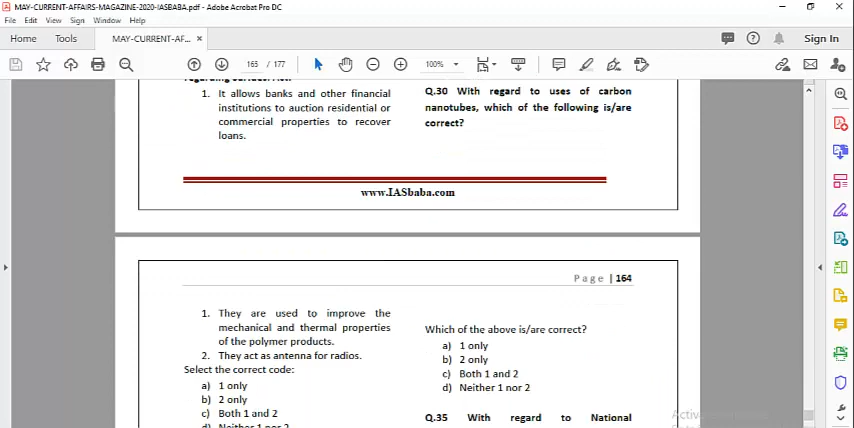 MAY-CURRENT-AFFAIRS-MAGAZINE-2020-IASBABA.pdf - Adobe Acrobat Pro DC
File Edit View Sign Window Help
Home Tools MAY-CURRENT-AF... × Sign In
165 / 177 100%
1. It allows banks and other financial
institutions to auction residential or
commercial properties to recover
loans.
Q.30 With regard to uses of carbon
nanotubes, which of the following is/are
correct?
www.IASbaba.com
Page | 164
1. They are used to improve the
mechanical and thermal properties
of the polymer products.
2. They act as antenna for radios.
Select the correct code:
a) 1 only
b) 2 only
c) Both 1 and 2
d) Neither 1 nor 2
Which of the above is/are correct?
a) 1 only
b) 2 only
c) Both 1 and 2
d) Neither 1 nor 2
Q.35 With regard to National